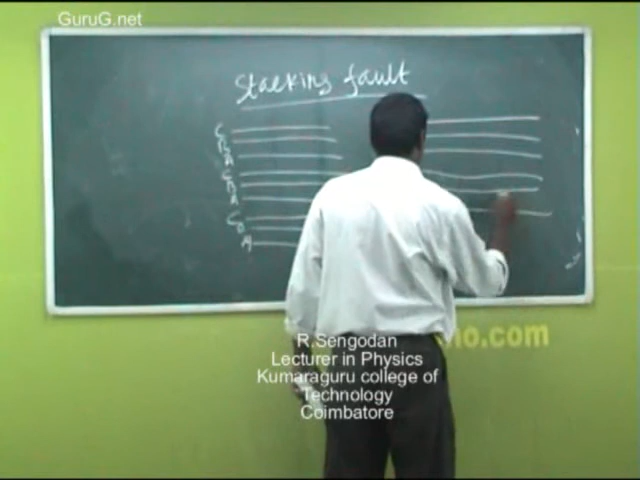 GuruG.net
Stacking fault
C
B
A
C
B
A
C
B
A
.com
R.Sengodan
Lecturer in Physics
Kumaraguru college of
Technology
Coimbatore